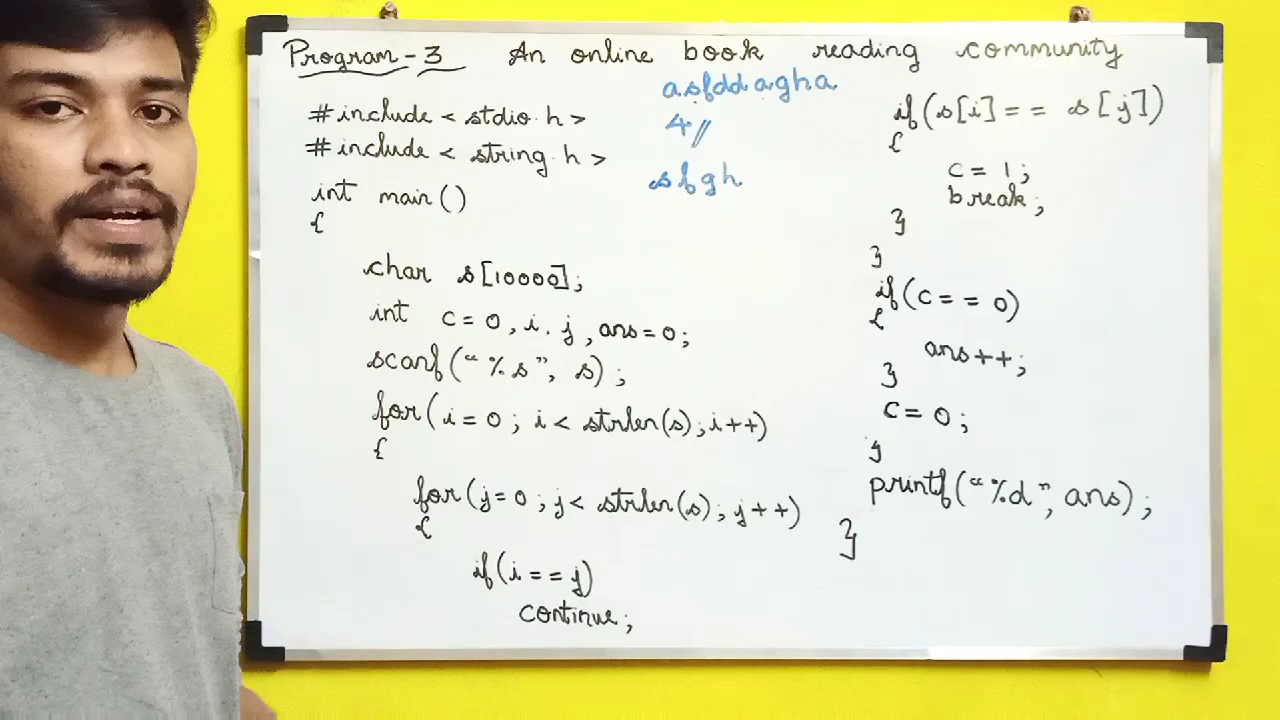 Program - 3 An online book reading community
asfddagha
4//
sfgh
#include < stdio.h >
#include < string.h >
int main()
{
char s[10000];
int c = 0, i, j, ans = 0;
scanf("%s", s);
for(i = 0; i < strlen(s); i++)
{
for(j = 0; j < strlen(s); j++)
{
if(i == j)
continue;
if(s[i] == s[j])
{
c = 1;
break;
}
}
if(c == 0)
{
ans++;
}
c = 0;
}
printf("%d", ans);
}